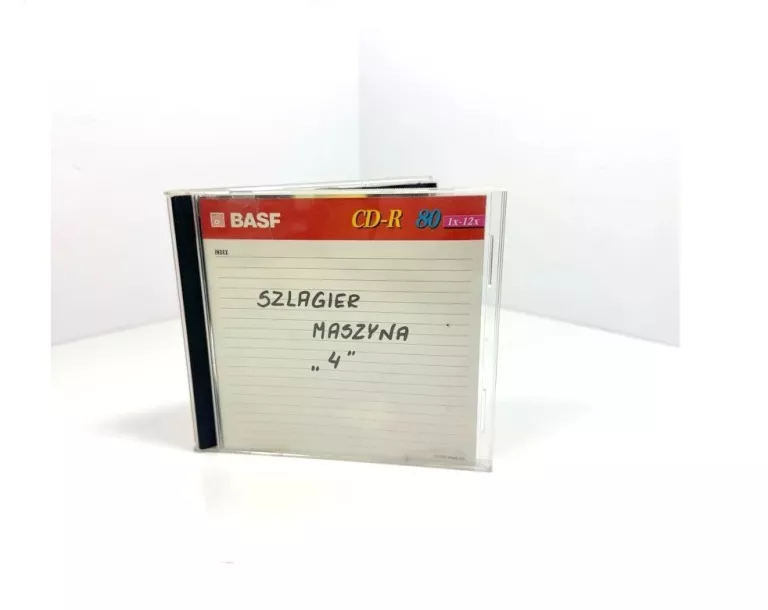 BASF CD-R 80 1x-12x
INDEX
SZLAGIER
MASZYNA
„4"